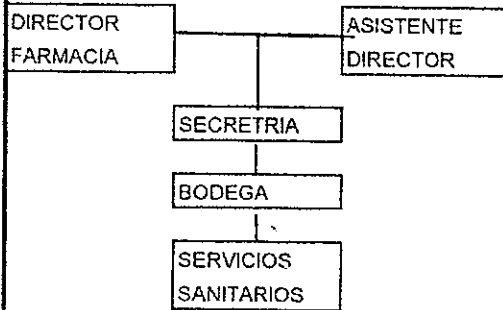 DIRECTOR
FARMACIA
ASISTENTE
DIRECTOR
SECRETRIA
BODEGA
SERVICIOS
SANITARIOS